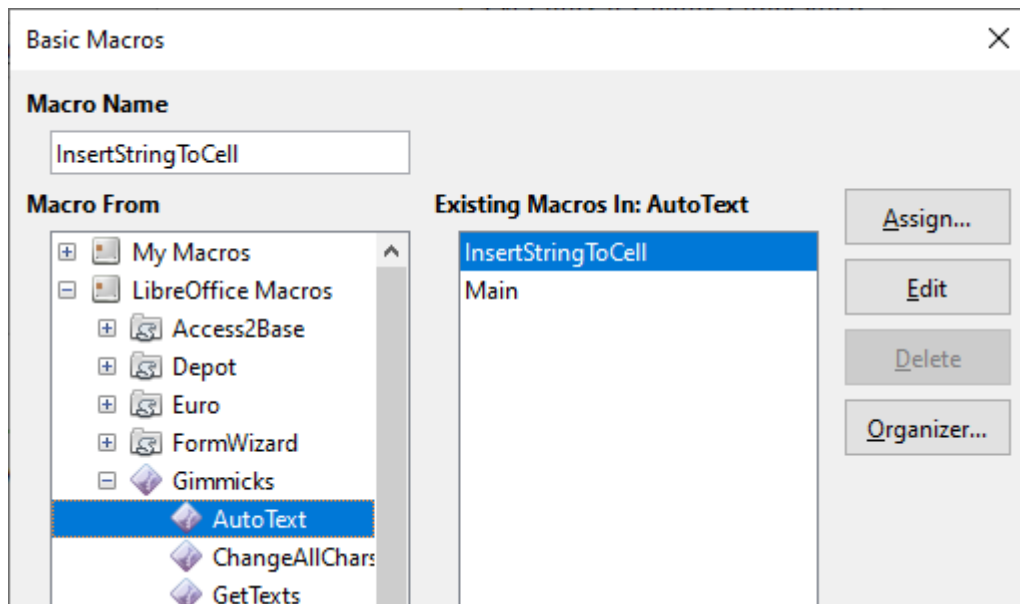 Basic Macros
Macro Name
InsertStringToCell
Macro From
Existing Macros In: AutoText
My Macros
LibreOffice Macros
Access2Base
Depot
Euro
FormWizard
Gimmicks
AutoText
ChangeAllChars
GetTexts
InsertStringToCell
Main
Assign...
Edit
Delete
Organizer...